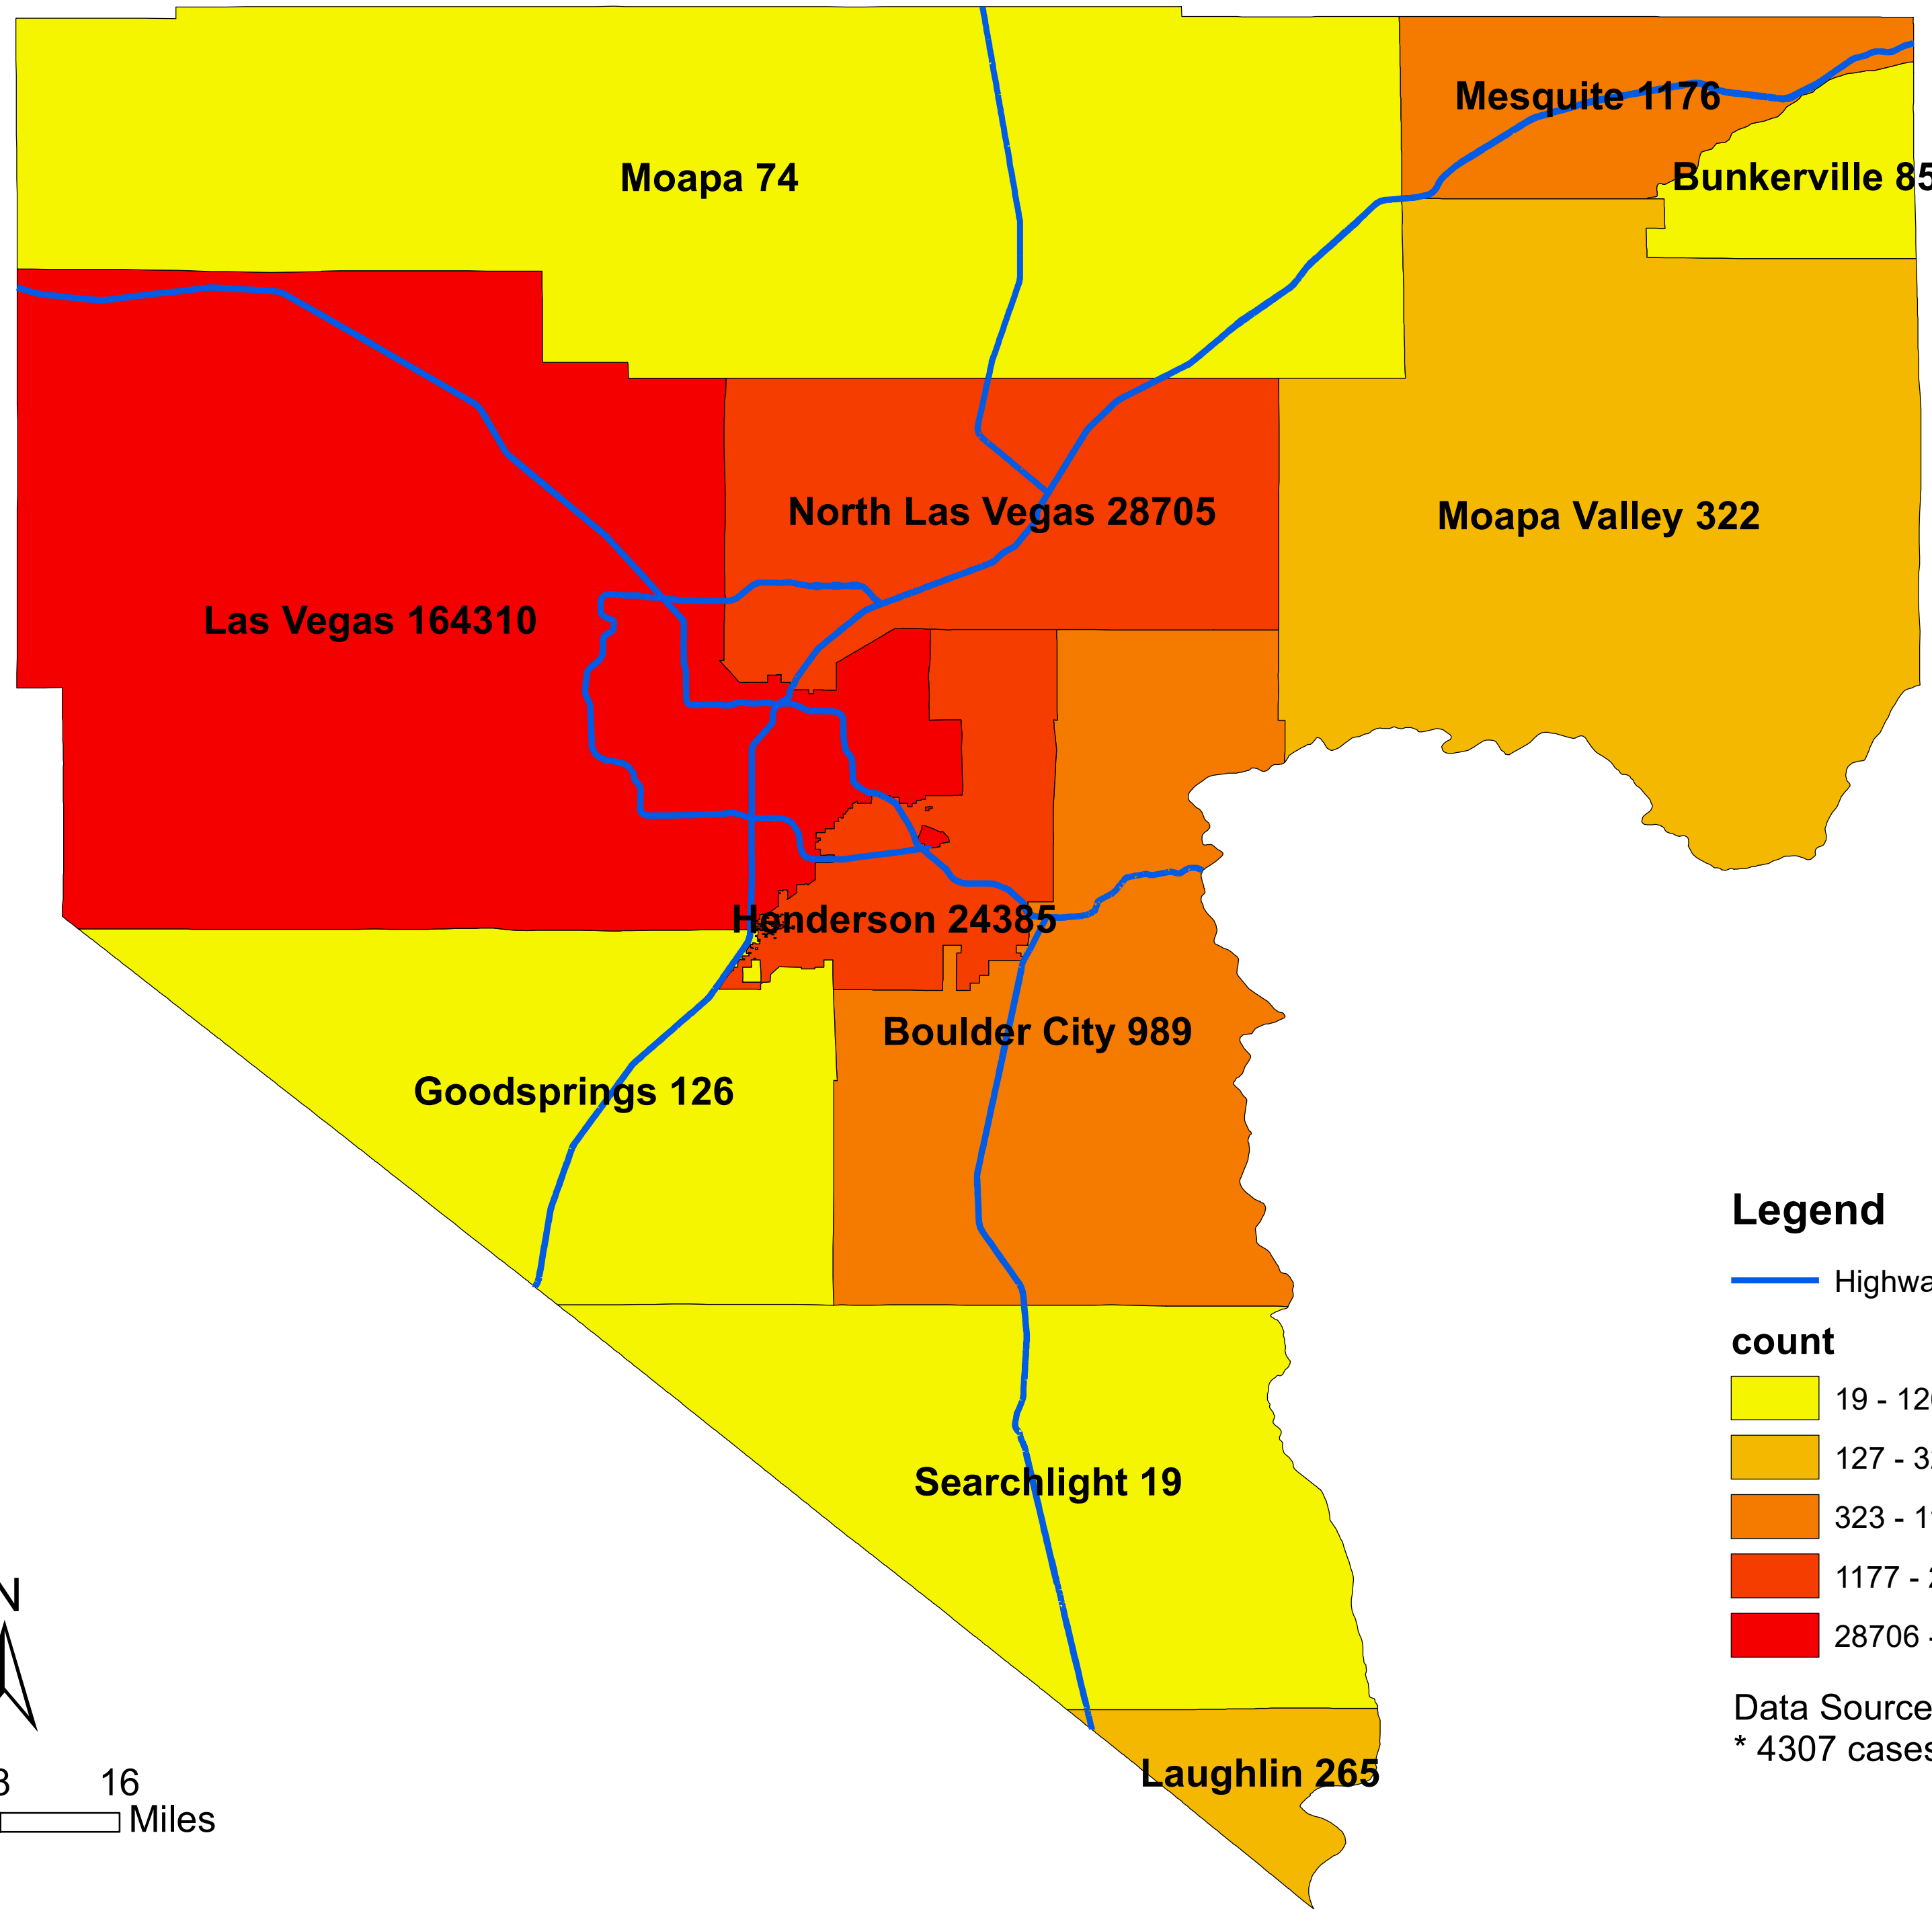 Mesquite 1176
Moapa 74
Bunkerville 85
North Las Vegas 28705
Moapa Valley 322
Las Vegas 164310
Henderson 24385
Boulder City 989
Goodsprings 126
Legend
count
19 - 12
127 - 3
323 - 1
1177 - 2
28706 -
Searchlight 19
N
Data Source
* 4307 cases
Laughlin 265
16
Miles